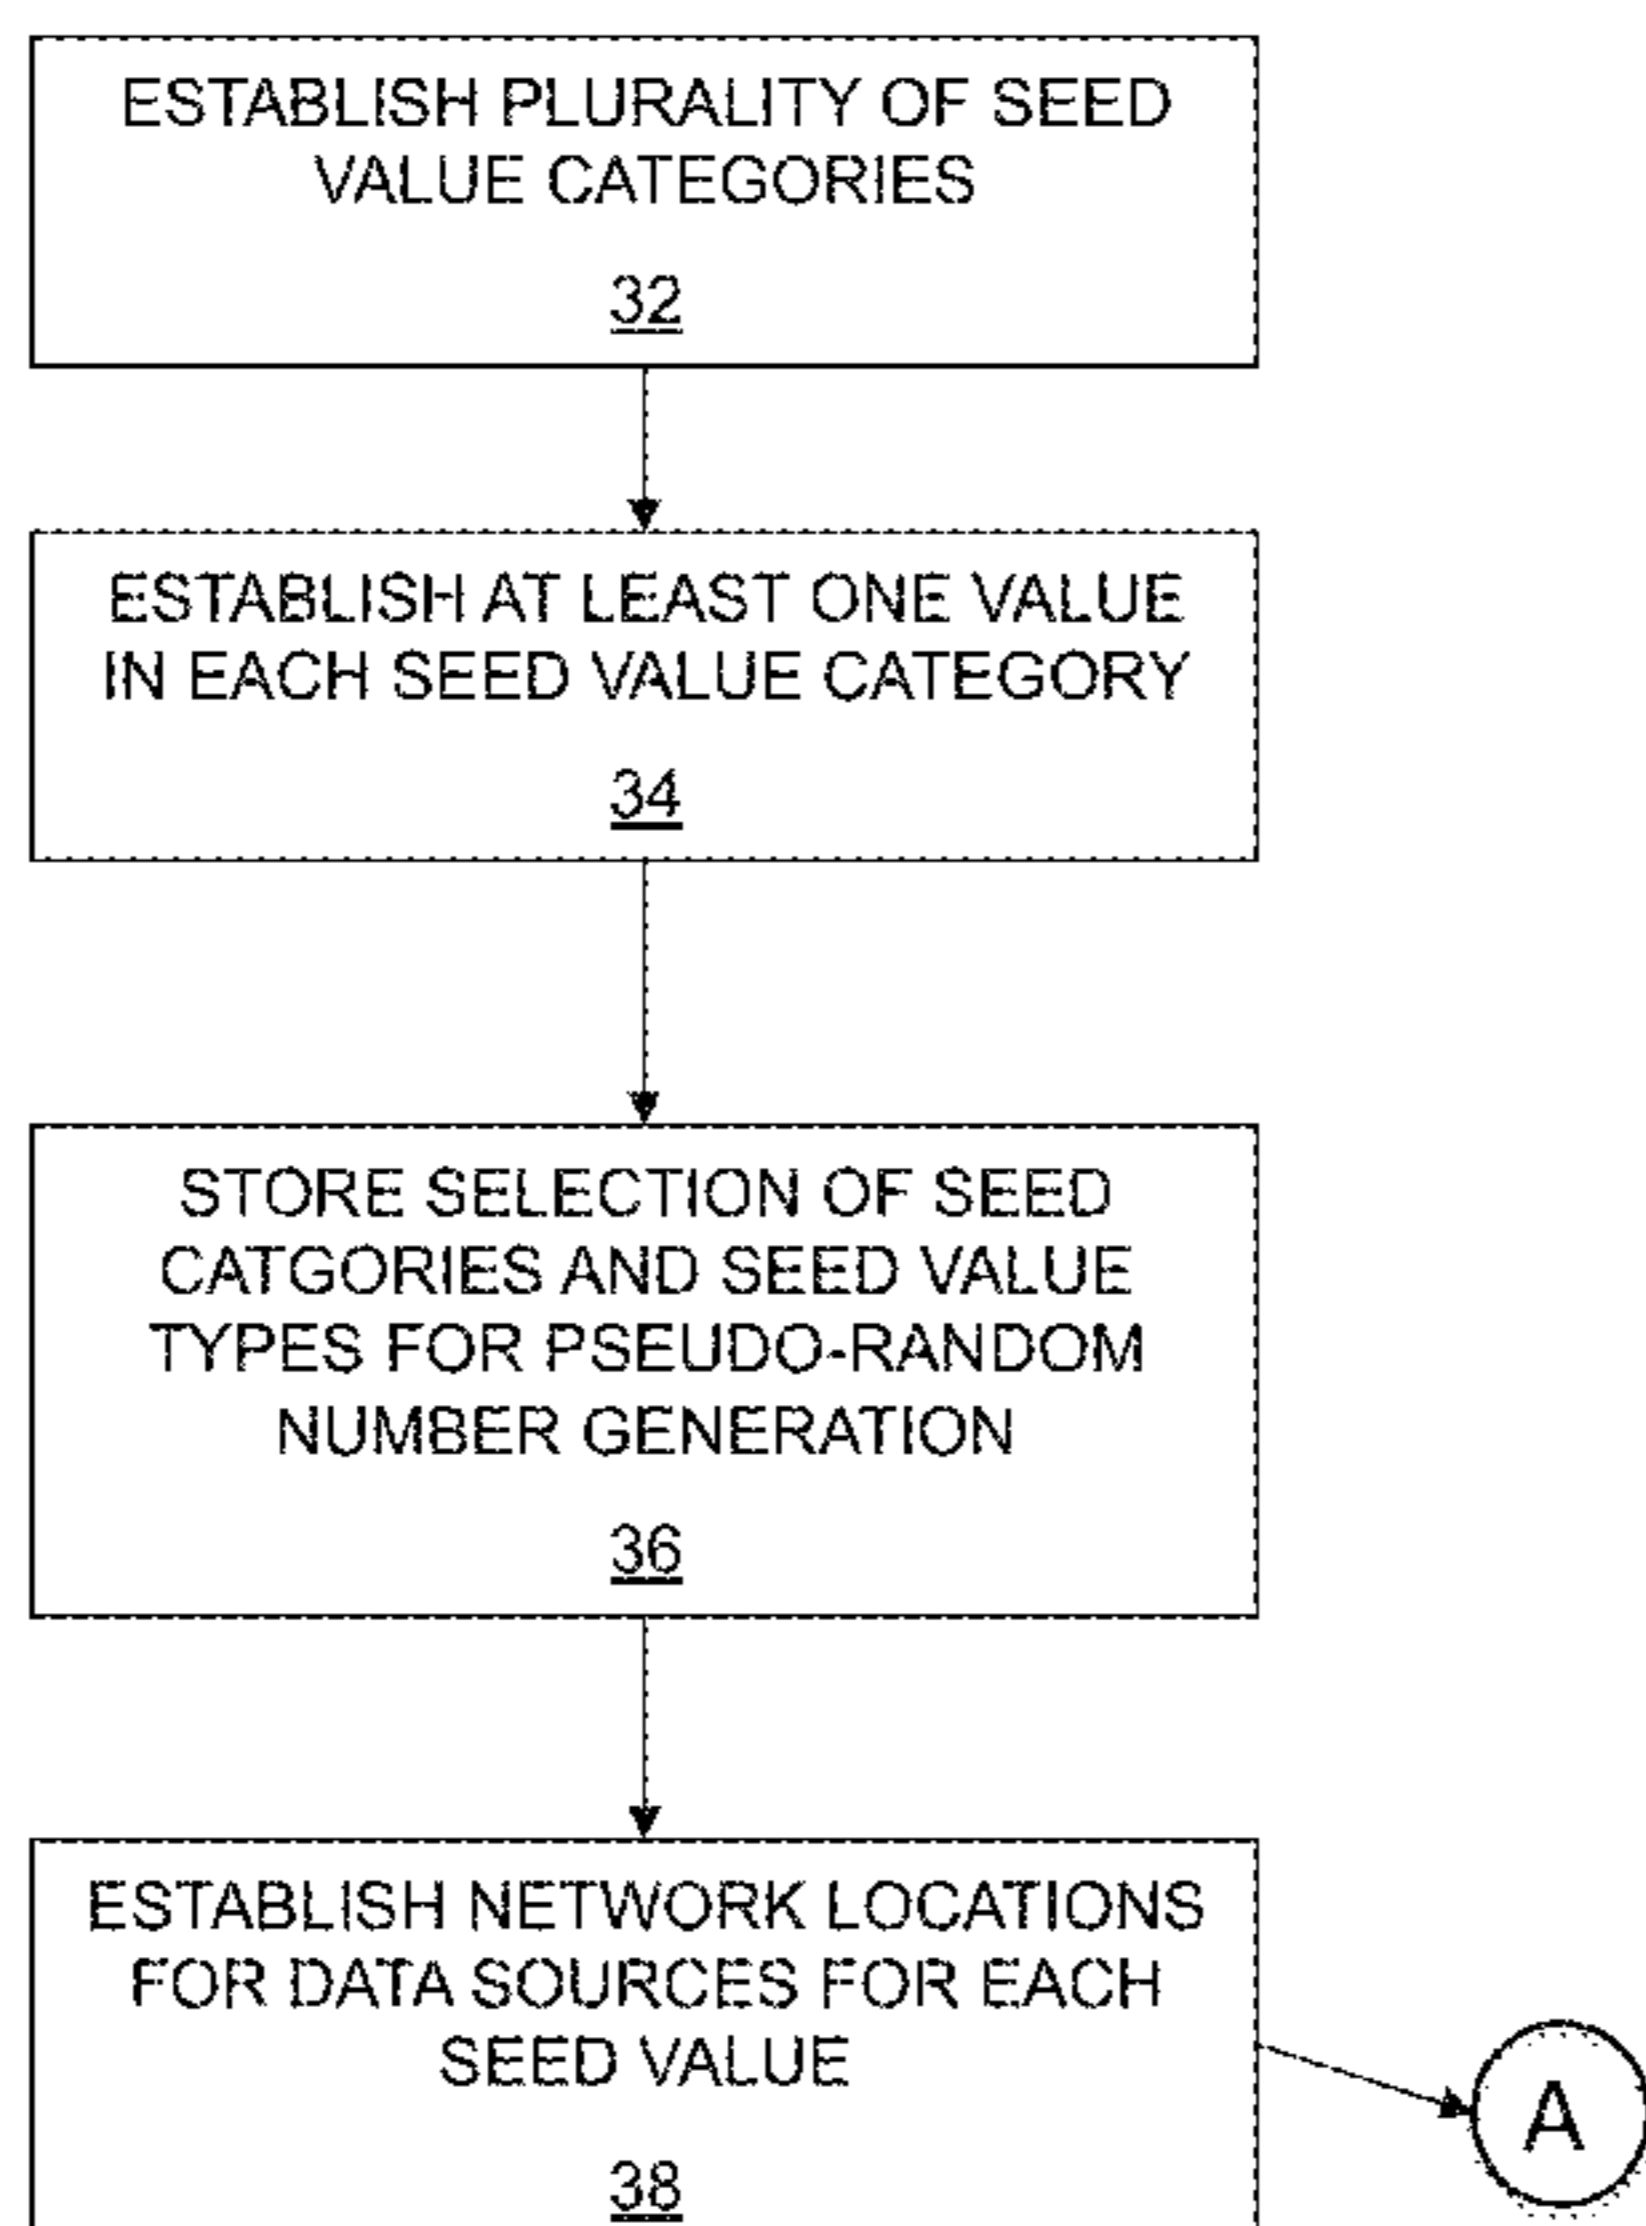 ESTABLISH PLURALITY OF SEED
VALUE CATEGORIES
32
ESTABLISH AT LEAST ONE VALUE
IN EACH SEED VALUE CATEGORY
34
STORE SELECTION OF SEED
CATGORIES AND SEED VALUE
TYPES FOR PSEUDO-RANDOM
NUMBER GENERATION
36
ESTABLISH NETWORK LOCATIONS
FOR DATA SOURCES FOR EACH
SEED VALUE
38
A